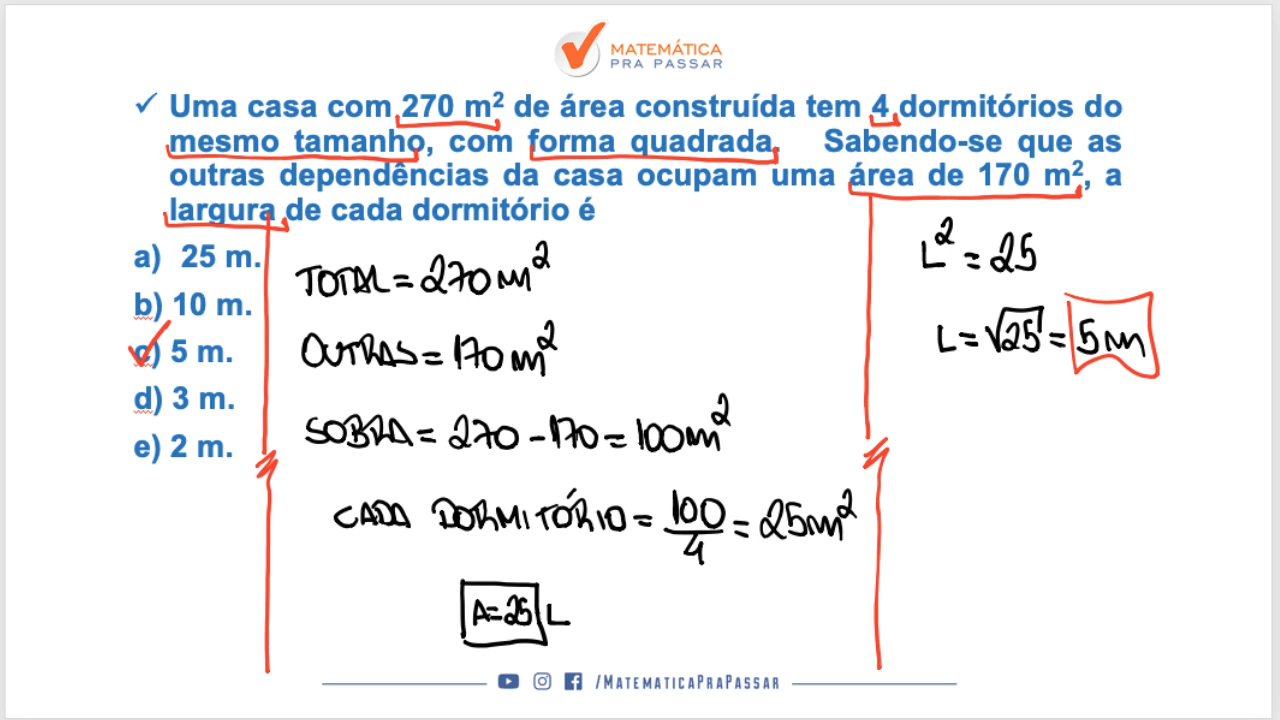 MATEMÁTICA
PRA PASSAR
✓ Uma casa com 270 m² de área construída tem 4 dormitórios do
mesmo tamanho, com forma quadrada. Sabendo-se que as
outras dependências da casa ocupam uma área de 170 m², a
largura de cada dormitório é
a) 25 m.
b) 10 m.
c) 5 m.
d) 3 m.
e) 2 m.
TOTAL = 270 m²
OUTRAS = 170 m²
SOBRA = 270 - 170 = 100 m²
CADA DORMITÓRIO = 100/4 = 25 m²
A = 25 L
L² = 25
L = √25 = 5 m
/MATEMATICAPRAPASSAR